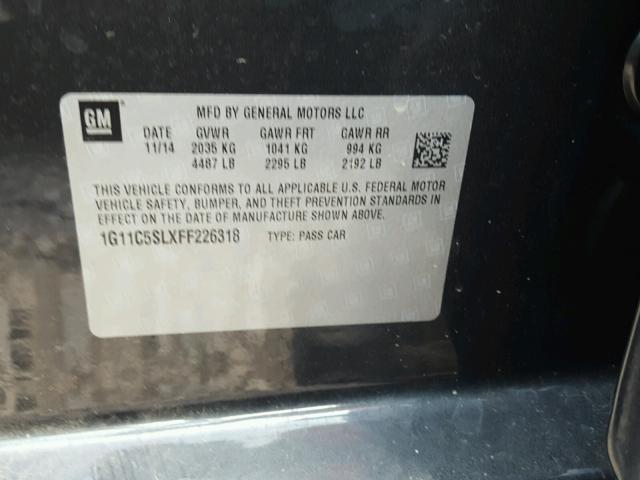 GM
MFD BY GENERAL MOTORS LLC
DATE GVWR GAWR FRT GAWR RR
11/14 2035 KG 1041 KG 994 KG
4487 LB 2295 LB 2192 LB
THIS VEHICLE CONFORMS TO ALL APPLICABLE U.S. FEDERAL MOTOR
VEHICLE SAFETY, BUMPER, AND THEFT PREVENTION STANDARDS IN
EFFECT ON THE DATE OF MANUFACTURE SHOWN ABOVE.
1G11C5SLXFF226318 TYPE: PASS CAR